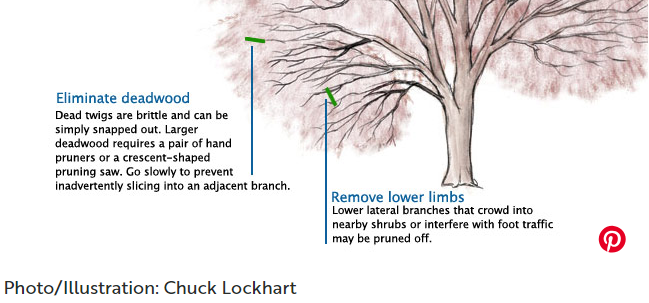 Eliminate deadwood
Dead twigs are brittle and can be
simply snapped out. Larger
deadwood requires a pair of hand
pruners or a crescent-shaped
pruning saw. Go slowly to prevent
inadvertently slicing into an adjacent branch.
Remove lower limbs
Lower lateral branches that crowd into
nearby shrubs or interfere with foot traffic
may be pruned off.
Photo/Illustration: Chuck Lockhart